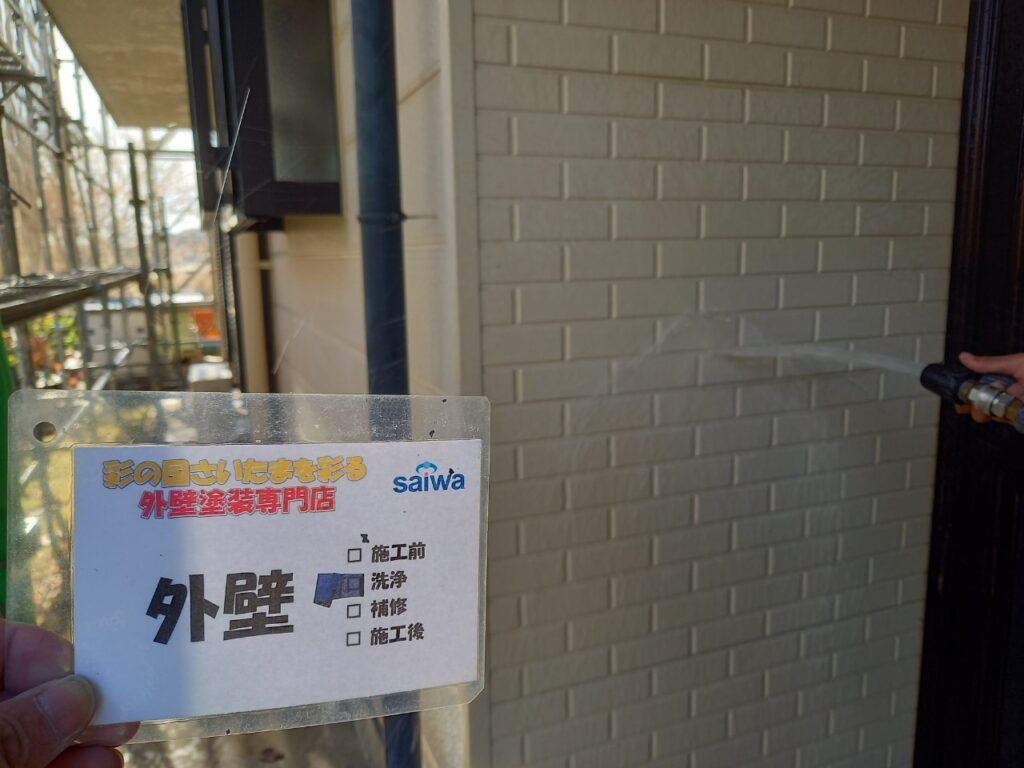 彩の国さいたまを彩る
外壁塗装専門店
saiwa
外壁
施工前
洗浄
補修
施工後